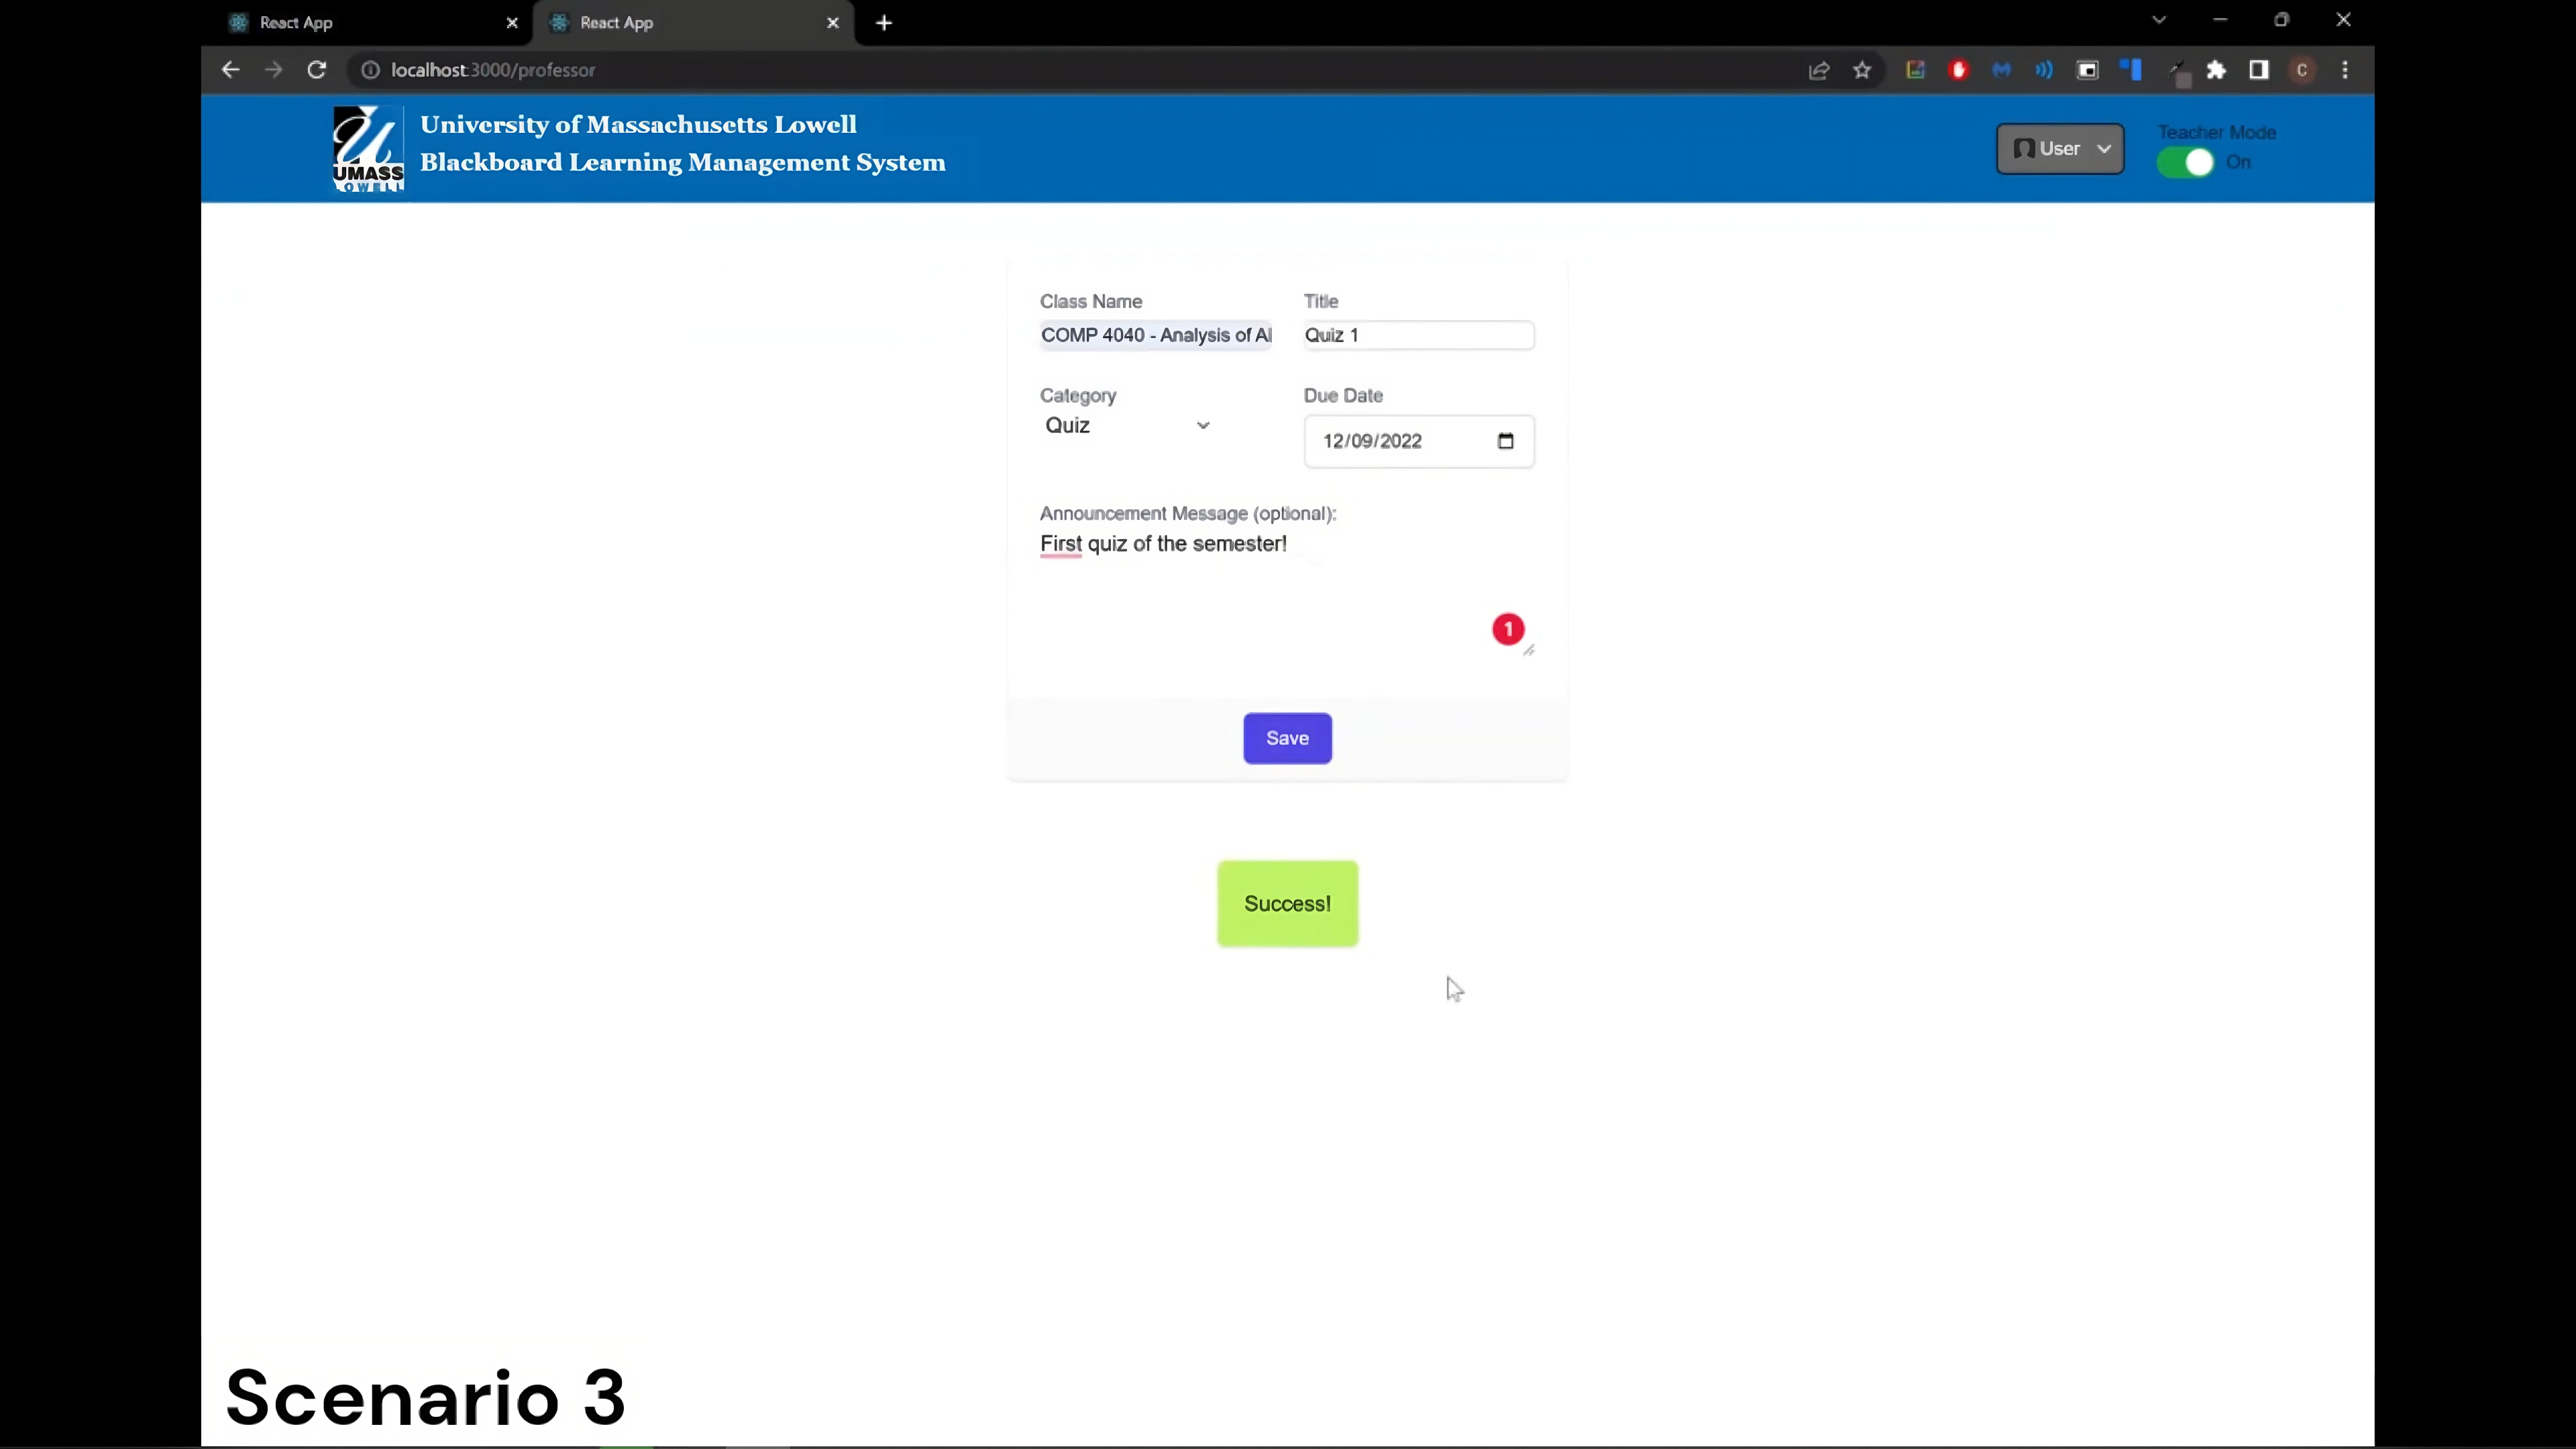 React App
React App
localhost:3000/professor
C
UMASS
LOWELL
University of Massachusetts Lowell
Blackboard Learning Management System
User
Teacher Mode
On
Class Name
Title
COMP 4040 - Analysis of Al
Quiz 1
Category
Due Date
Quiz
12/09/2022
Announcement Message (optional):
First quiz of the semester!
1
Save
Success!
Scenario 3